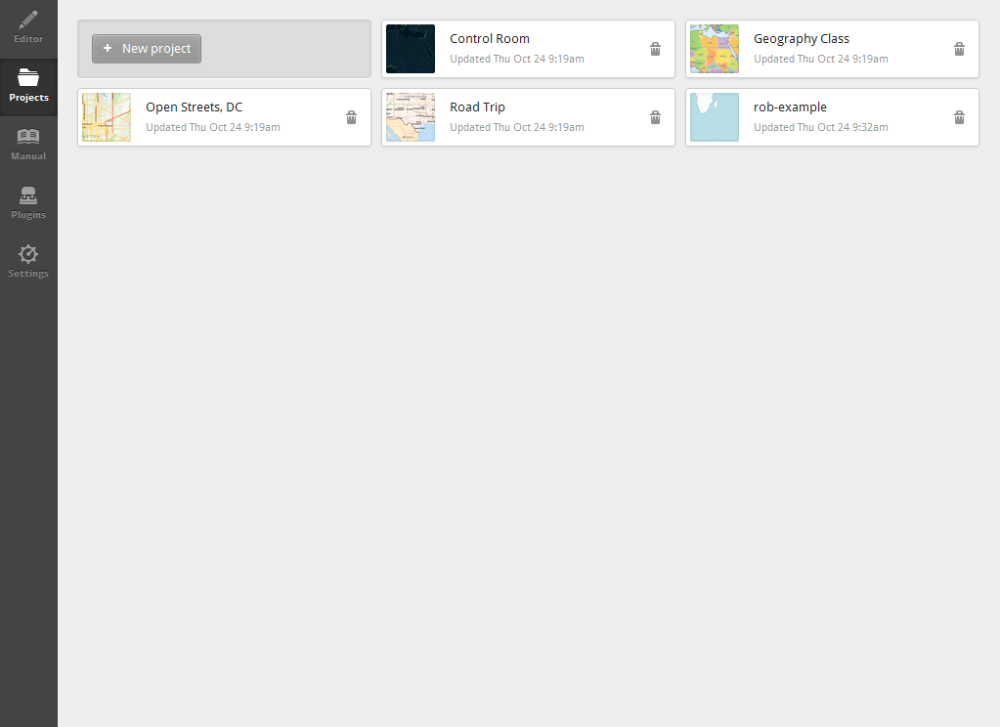 Editor
Projects
Manual
Plugins
Settings
+ New project
Control Room
Updated Thu Oct 24 9:19am
Geography Class
Updated Thu Oct 24 9:19am
Open Streets, DC
Updated Thu Oct 24 9:19am
Road Trip
Updated Thu Oct 24 9:19am
rob-example
Updated Thu Oct 24 9:32am